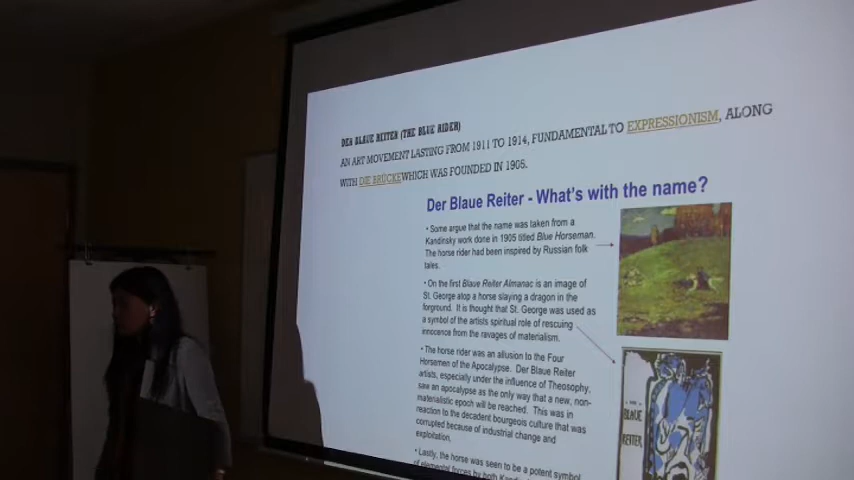 DER BLAUE REITER (THE BLUE RIDER)
AN ART MOVEMENT LASTING FROM 1911 TO 1914, FUNDAMENTAL TO EXPRESSIONISM, ALONG
WITH DIE BRÜCKEWHICH WAS FOUNDED IN 1905.
Der Blaue Reiter - What's with the name?
• Some argue that the name was taken from a
Kandinsky work done in 1905 titled Blue Horseman.
The horse rider had been inspired by Russian folk
tales.
• On the first Blaue Reiter Almanac is an image of
St. George atop a horse slaying a dragon in the
forground. It is thought that St. George was used as
a symbol of the artists spiritual role of rescuing
innocence from the ravages of materialism.
• The horse rider was an allusion to the Four
Horsemen of the Apocalypse. Der Blaue Reiter
artists, especially under the influence of Theosophy,
saw an apocalypse as the only way that a new, non-
materialistic epoch will be reached. This was in
reaction to the decadent bourgeois culture that was
corrupted because of industrial change and
exploitation.
• Lastly, the horse was seen to be a potent symbol
of elemental forces by both
BLAUE
REITER